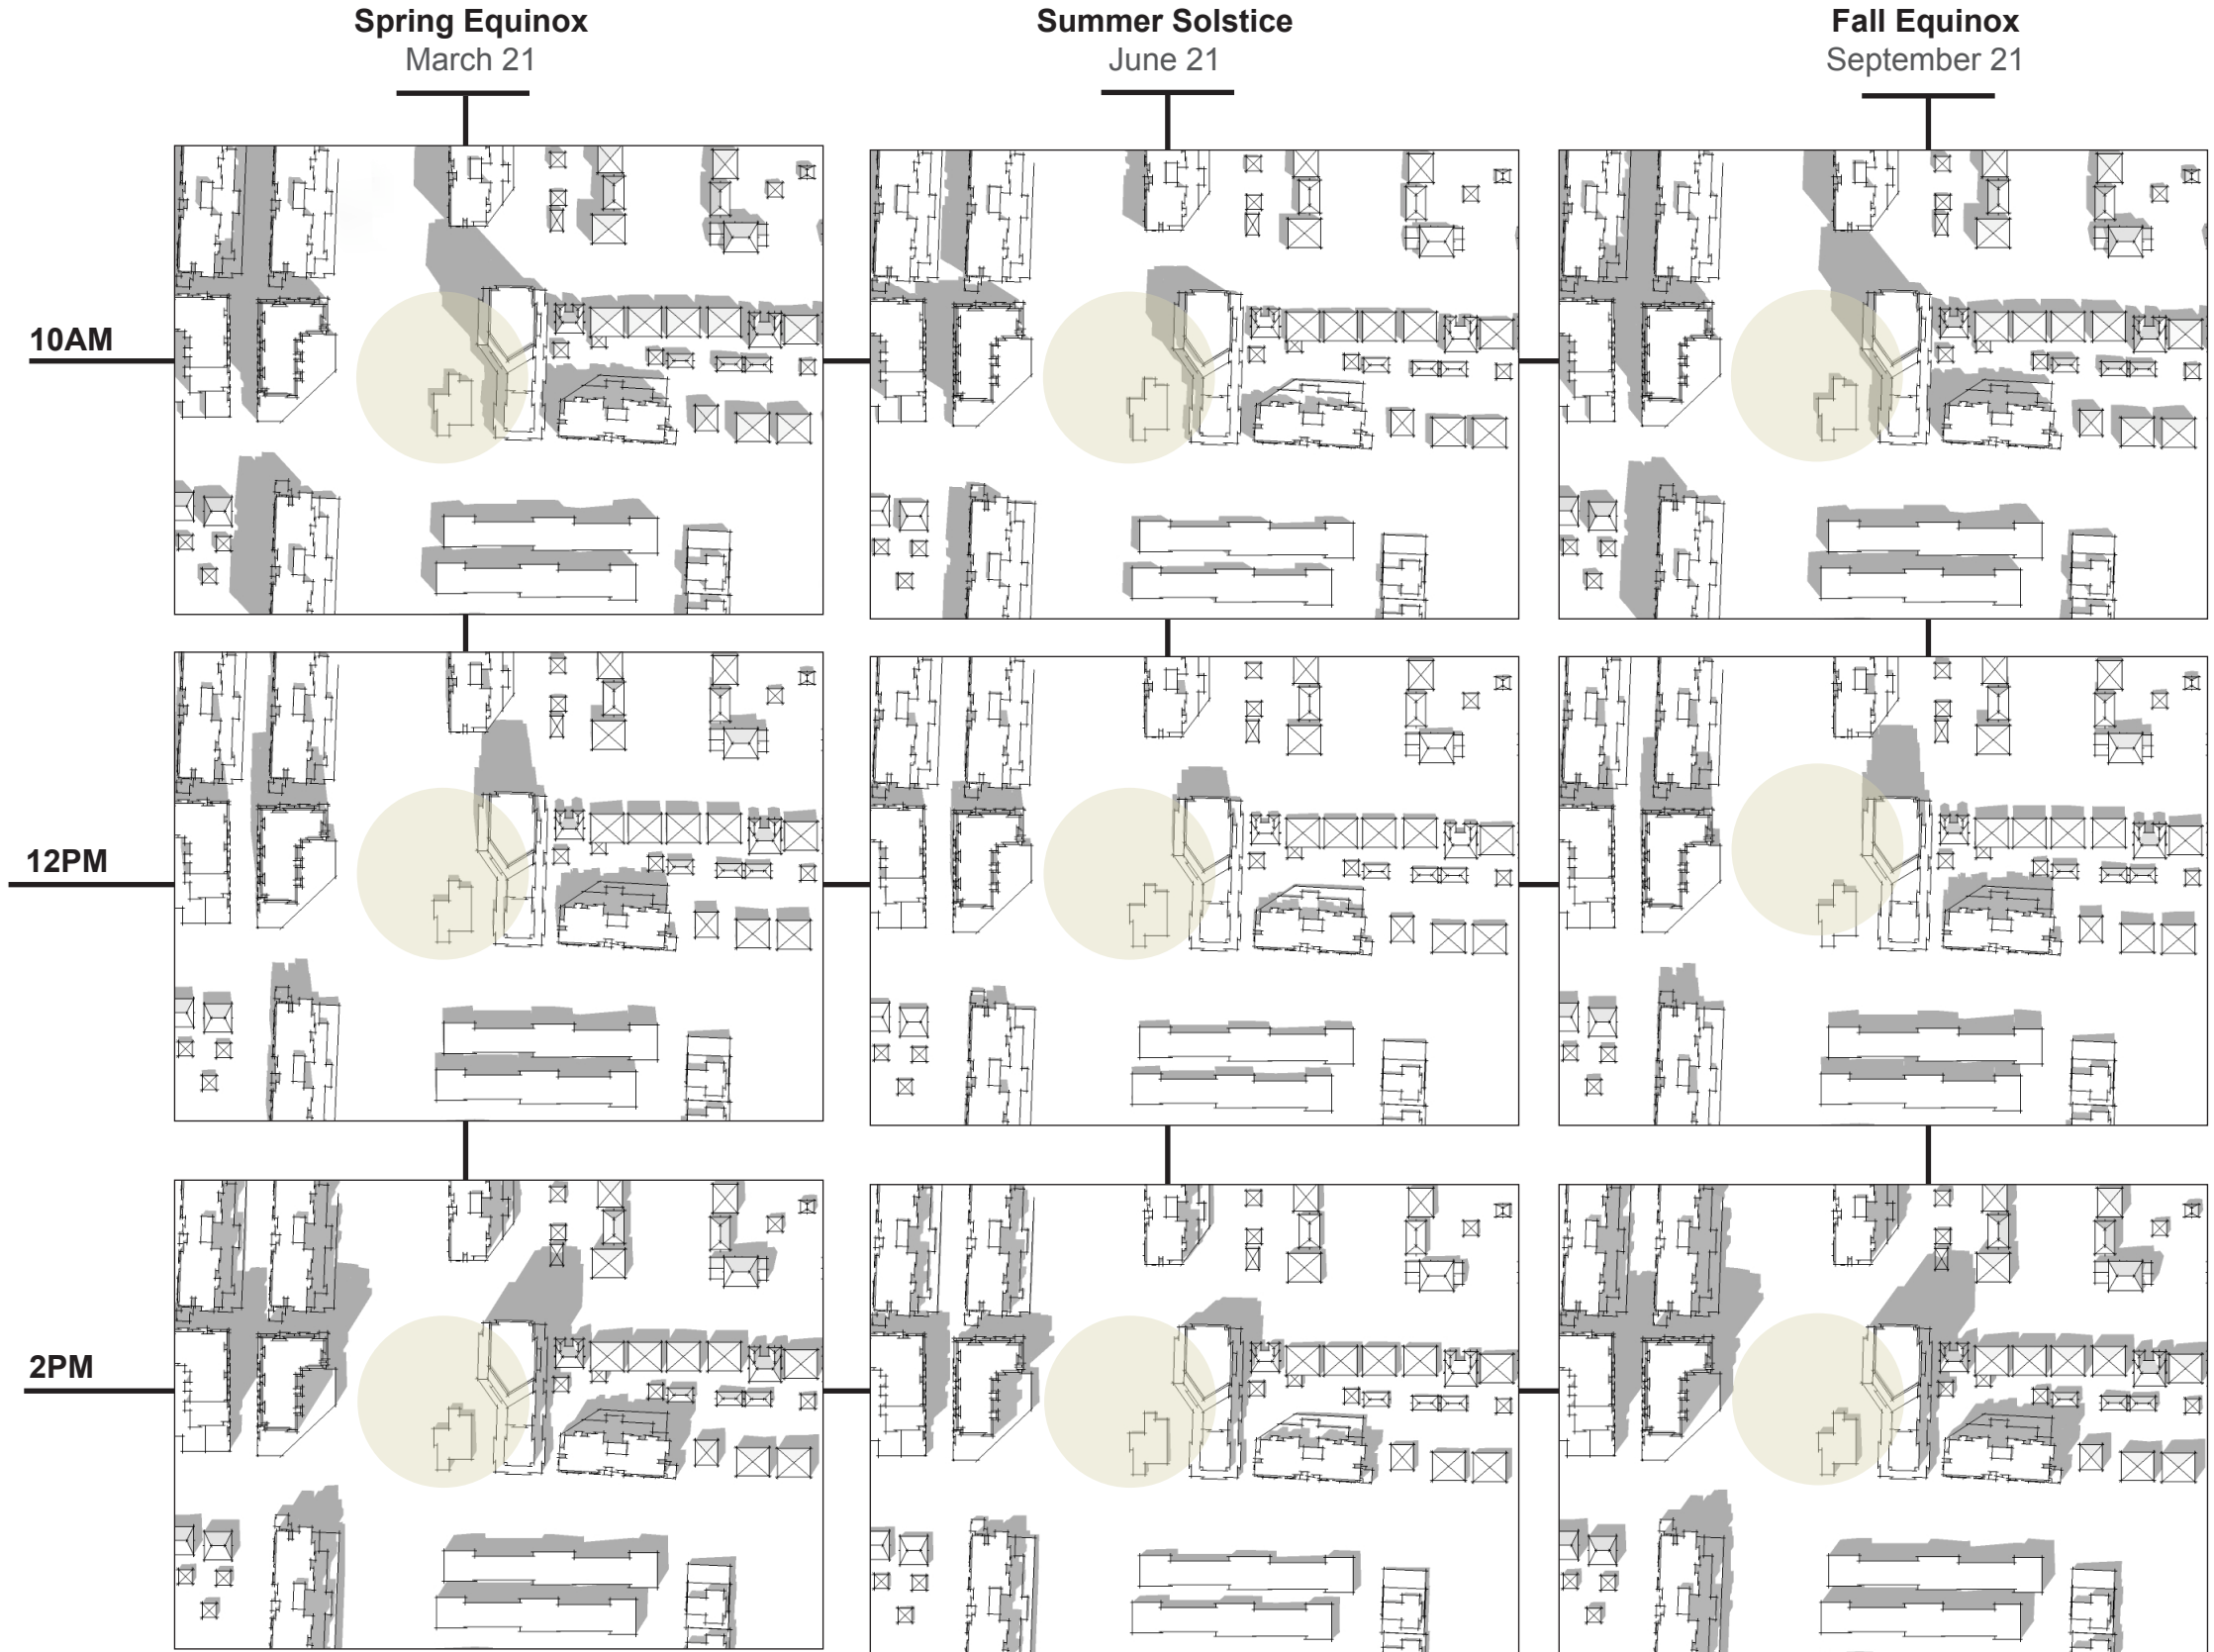 Spring Equinox
March 21
Summer Solstice
June 21
Fall Equinox
September 21
10AM
12PM
2PM